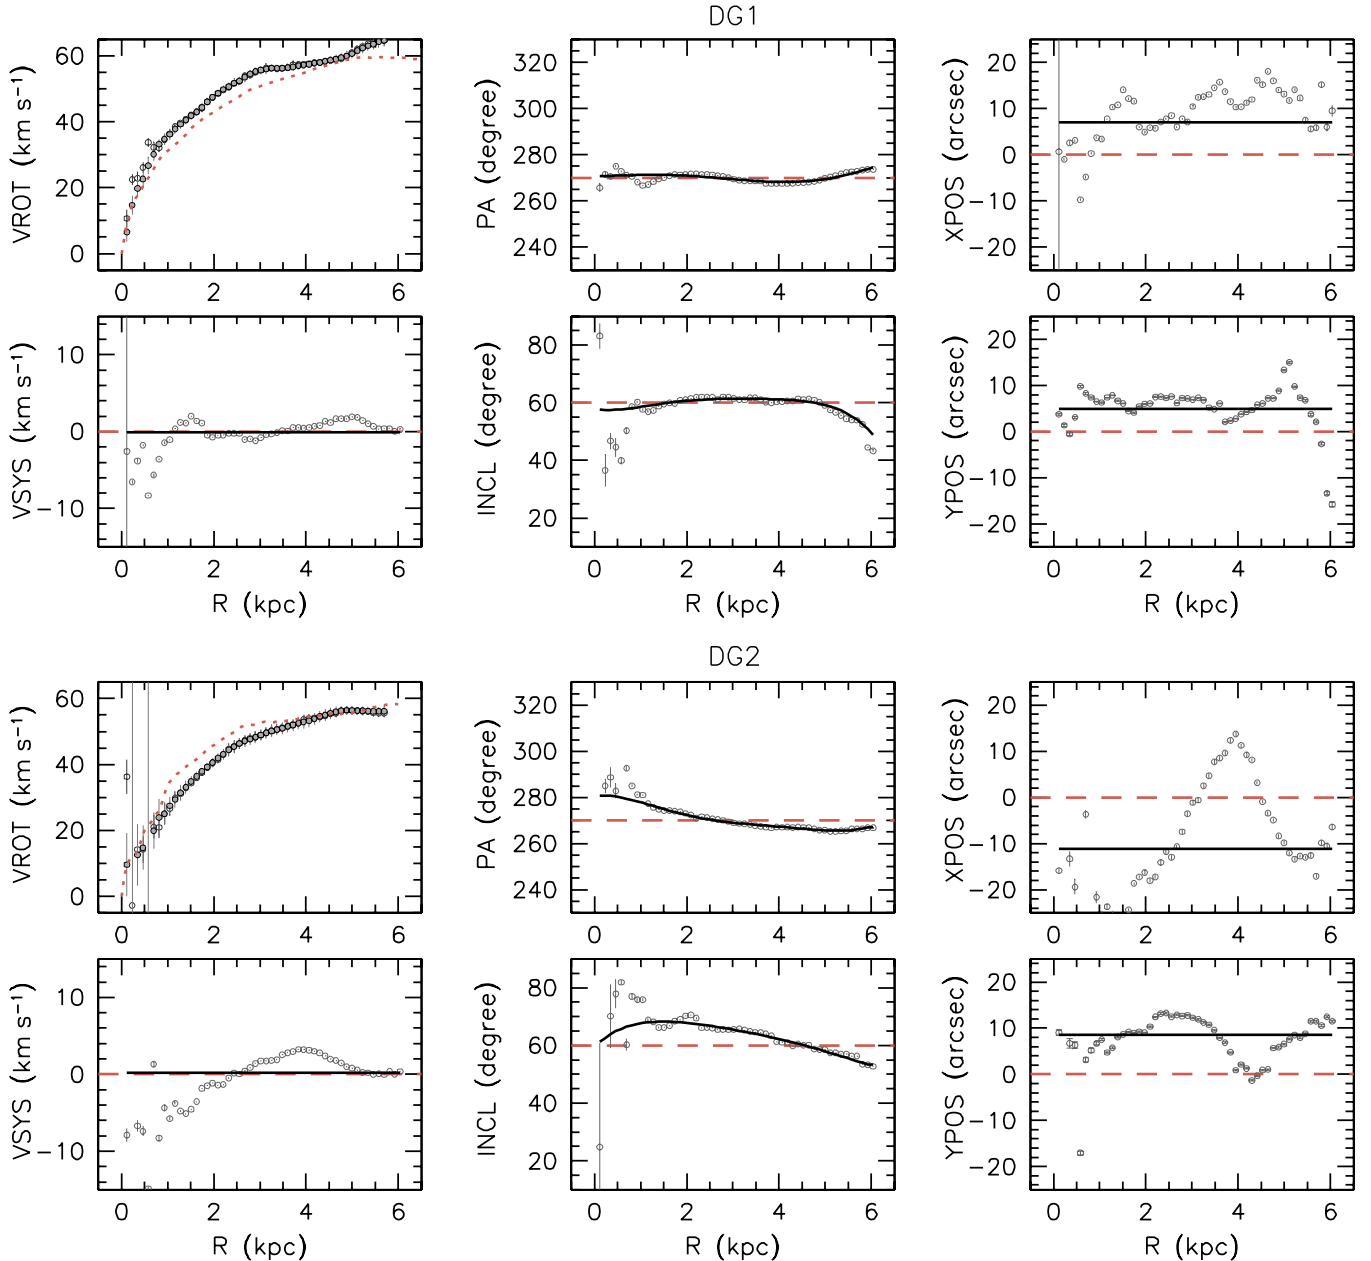 DG1
60
40
20
0
VROT (km s⁻¹)
0 2 4 6
320
300
280
260
240
PA (degree)
0 2 4 6
20
10
0
−10
−20
XPOS (arcsec)
0 2 4 6
10
0
−10
VSYS (km s⁻¹)
0 2 4 6
R (kpc)
80
60
40
20
INCL (degree)
0 2 4 6
R (kpc)
20
10
0
−10
−20
YPOS (arcsec)
0 2 4 6
R (kpc)
DG2
60
40
20
0
VROT (km s⁻¹)
0 2 4 6
320
300
280
260
240
PA (degree)
0 2 4 6
20
10
0
−10
−20
XPOS (arcsec)
0 2 4 6
10
0
−10
VSYS (km s⁻¹)
0 2 4 6
R (kpc)
80
60
40
20
INCL (degree)
0 2 4 6
R (kpc)
20
10
0
−10
−20
YPOS (arcsec)
0 2 4 6
R (kpc)